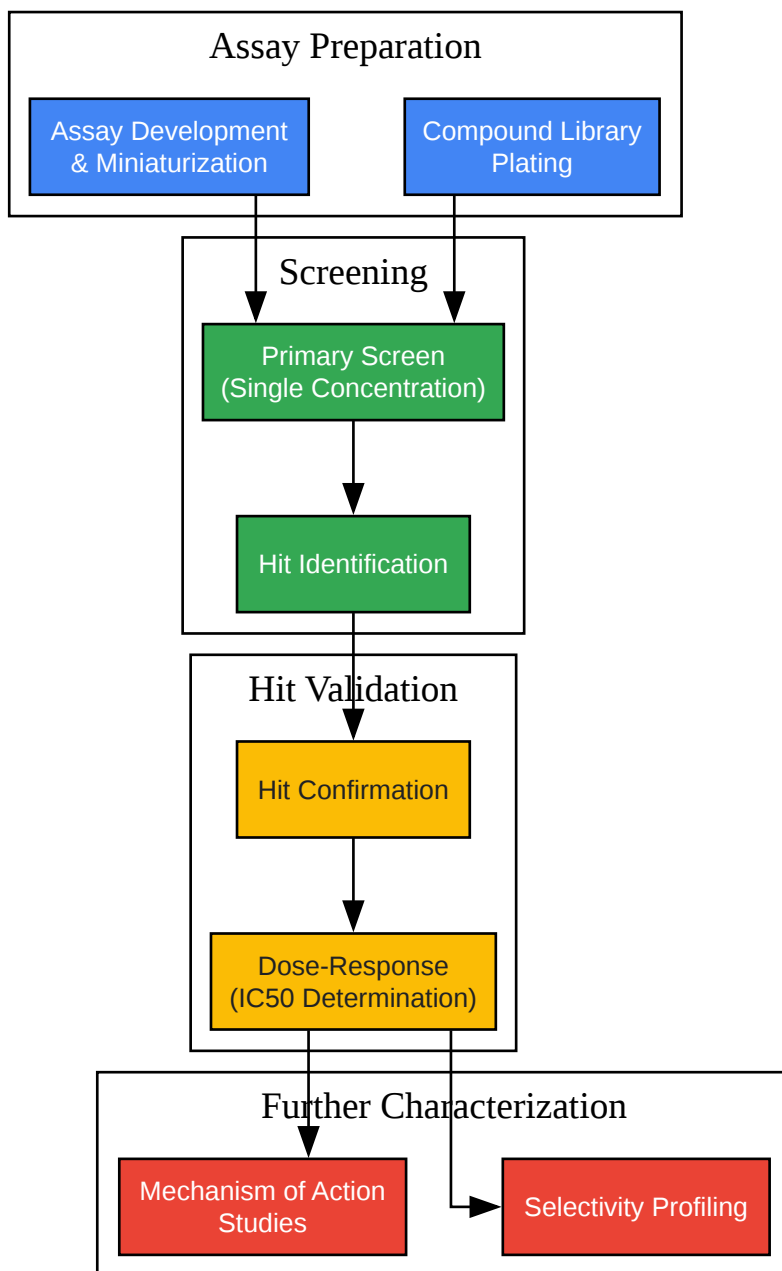 Assay Preparation
Assay Development
& Miniaturization
Compound Library
Plating
Screening
Primary Screen
(Single Concentration)
Hit Identification
Hit Validation
Hit Confirmation
Dose-Response
(IC50 Determination)
Further Characterization
Mechanism of Action
Studies
Selectivity Profiling